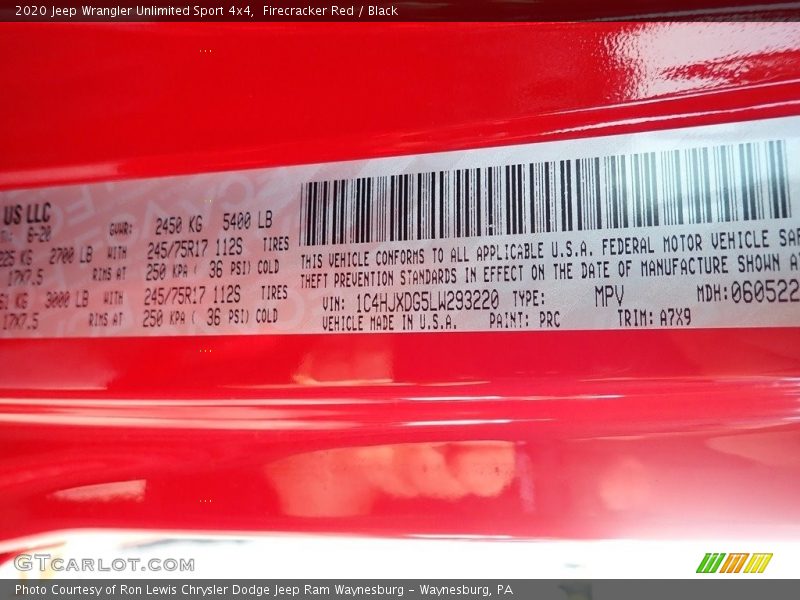 2020 Jeep Wrangler Unlimited Sport 4x4,  Firecracker Red / Black
US LLC
6-20 GVWR: 2450 KG 5400 LB
225 KG 2700 LB WITH 245/75R17 112S TIRES
17X7.5 RIMS AT 250 KPA ( 36 PSI) COLD
KG 3000 LB WITH 245/75R17 112S TIRES
17X7.5 RIMS AT 250 KPA ( 36 PSI) COLD
THIS VEHICLE CONFORMS TO ALL APPLICABLE U.S.A. FEDERAL MOTOR VEHICLE SAF
THEFT PREVENTION STANDARDS IN EFFECT ON THE DATE OF MANUFACTURE SHOWN A
VIN: 1C4HJXDG5LW293220 TYPE: MPV MDH:060522
VEHICLE MADE IN U.S.A. PAINT: PRC TRIM: A7X9
GTCARLOT.COM
Photo Courtesy of Ron Lewis Chrysler Dodge Jeep Ram Waynesburg - Waynesburg, PA